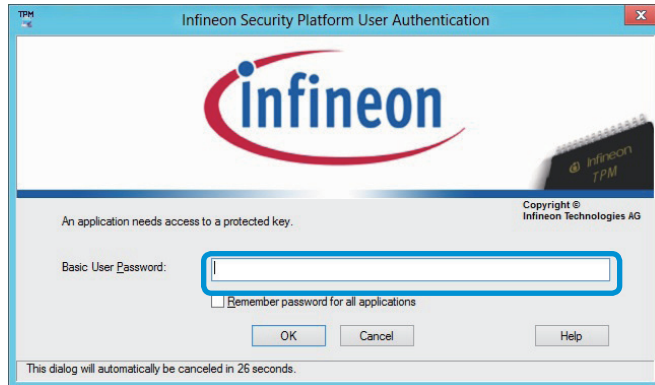 TPM
Infineon Security Platform User Authentication
x
infineon
Infineon
TPM
Copyright ©
Infineon Technologies AG
An application needs access to a protected key.
Basic User Password:
Remember password for all applications
OK Cancel Help
This dialog will automatically be canceled in 26 seconds.